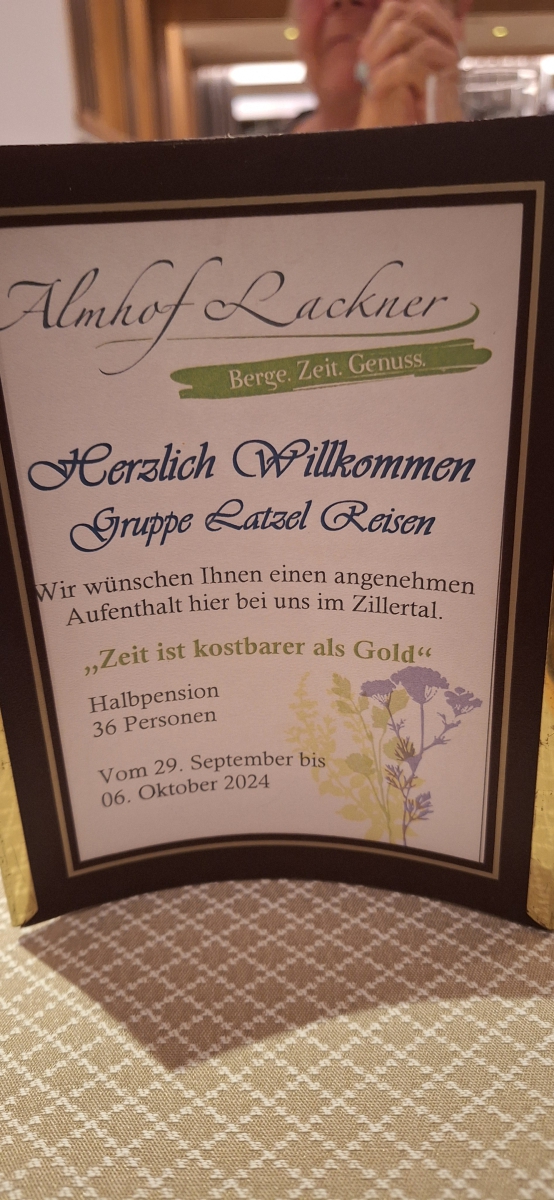 Almhof Lackner
Berge. Zeit. Genuss.
Herzlich Willkommen
Gruppe Latzel Reisen
Wir wünschen Ihnen einen angenehmen
Aufenthalt hier bei uns im Zillertal.
„Zeit ist kostbarer als Gold“
Halbpension
36 Personen
Vom 29. September bis
06. Oktober 2024